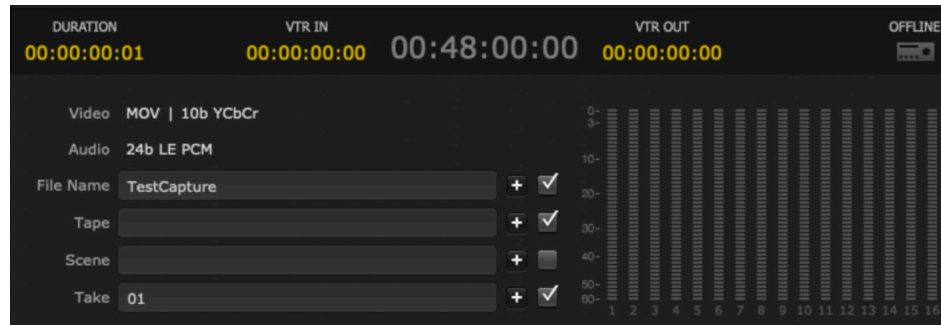 DURATION VTR IN VTR OUT OFFLINE
00:00:00:01 00:00:00:00 00:48:00:00 00:00:00:00
Video MOV | 10b YCbCr
Audio 24b LE PCM
File Name TestCapture +
Tape +
Scene +
Take 01 +
0-
3-
10-
20-
30-
40-
50-
60-
1 2 3 4 5 6 7 8 9 10 11 12 13 14 15 16